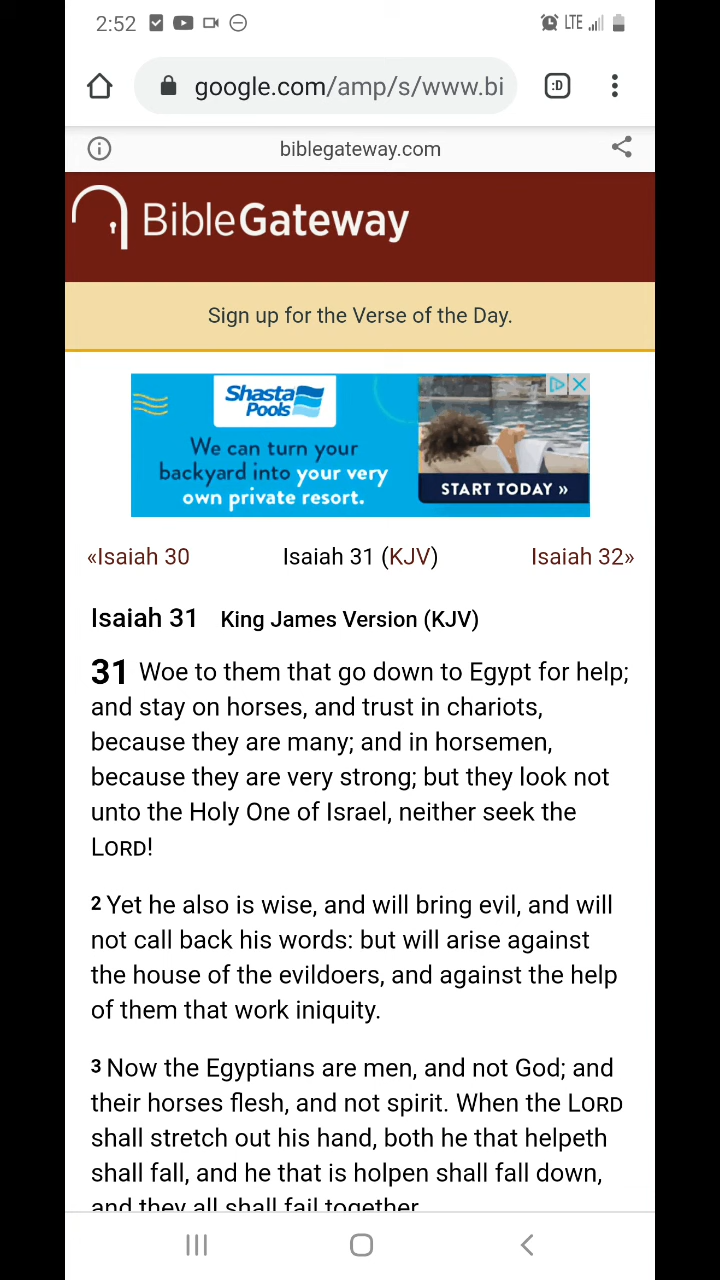 2:52 LTE
google.com/amp/s/www.bi :D
biblegateway.com
BibleGateway
Sign up for the Verse of the Day.
Shasta
Pools
We can turn your
backyard into your very
own private resort.
START TODAY »
«Isaiah 30 Isaiah 31 (KJV) Isaiah 32»
Isaiah 31 King James Version (KJV)
31 Woe to them that go down to Egypt for help;
and stay on horses, and trust in chariots,
because they are many; and in horsemen,
because they are very strong; but they look not
unto the Holy One of Israel, neither seek the
LORD!
2 Yet he also is wise, and will bring evil, and will
not call back his words: but will arise against
the house of the evildoers, and against the help
of them that work iniquity.
3 Now the Egyptians are men, and not God; and
their horses flesh, and not spirit. When the LORD
shall stretch out his hand, both he that helpeth
shall fall, and he that is holpen shall fall down,
and they all shall fail together.